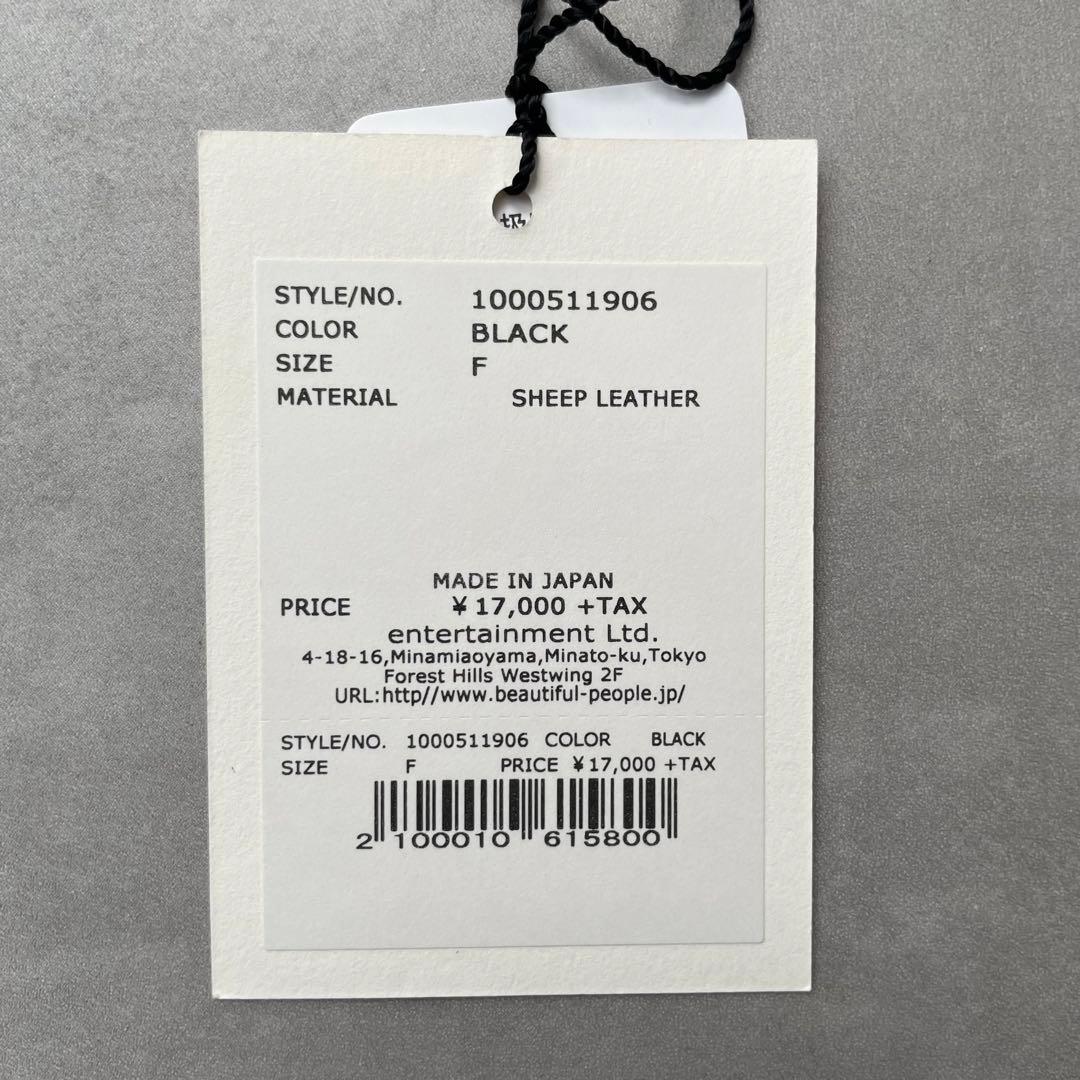 STYLE/NO. 1000511906
COLOR BLACK
SIZE F
MATERIAL SHEEP LEATHER
MADE IN JAPAN
PRICE ¥17,000 +TAX
entertainment Ltd.
4-18-16,Minamiaoyama,Minato-ku,Tokyo
Forest Hills Westwing 2F
URL:http//www.beautiful-people.jp/
STYLE/NO. 1000511906 COLOR BLACK
SIZE F PRICE ¥17,000 +TAX
2 100010 615800